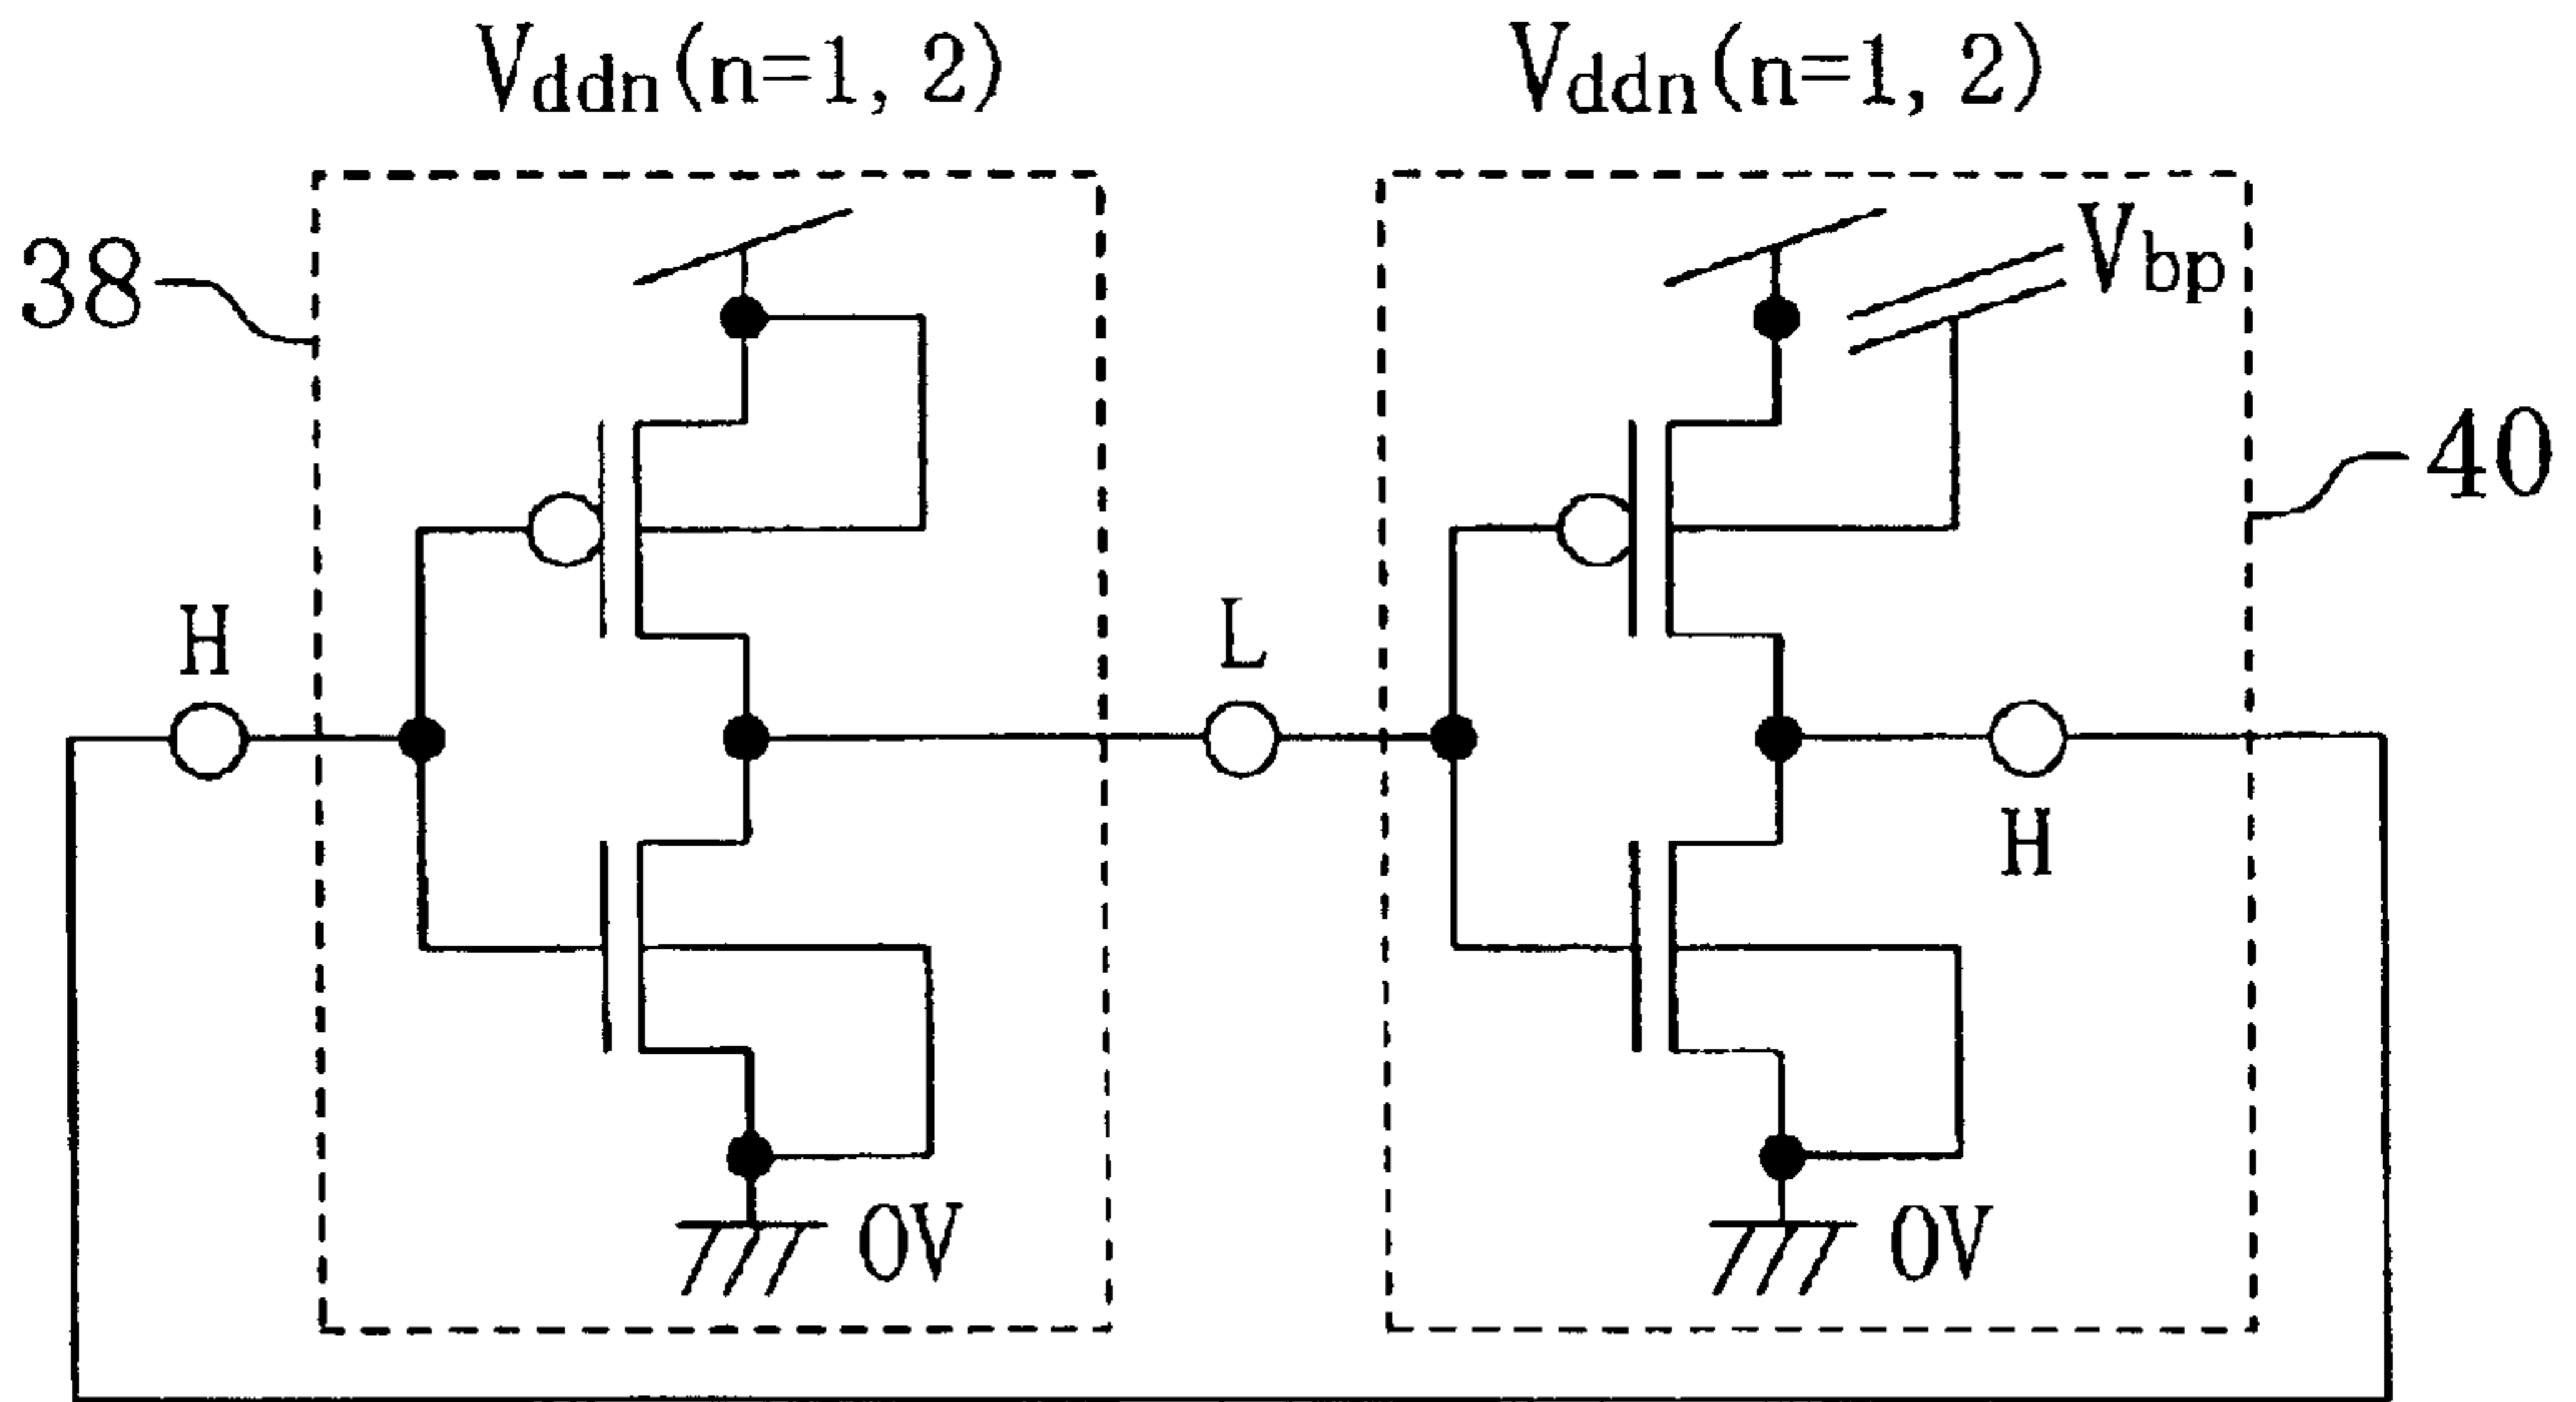 Vddn(n=1, 2)
Vddn(n=1, 2)
38
Vbp
40
H
L
H
0V
0V